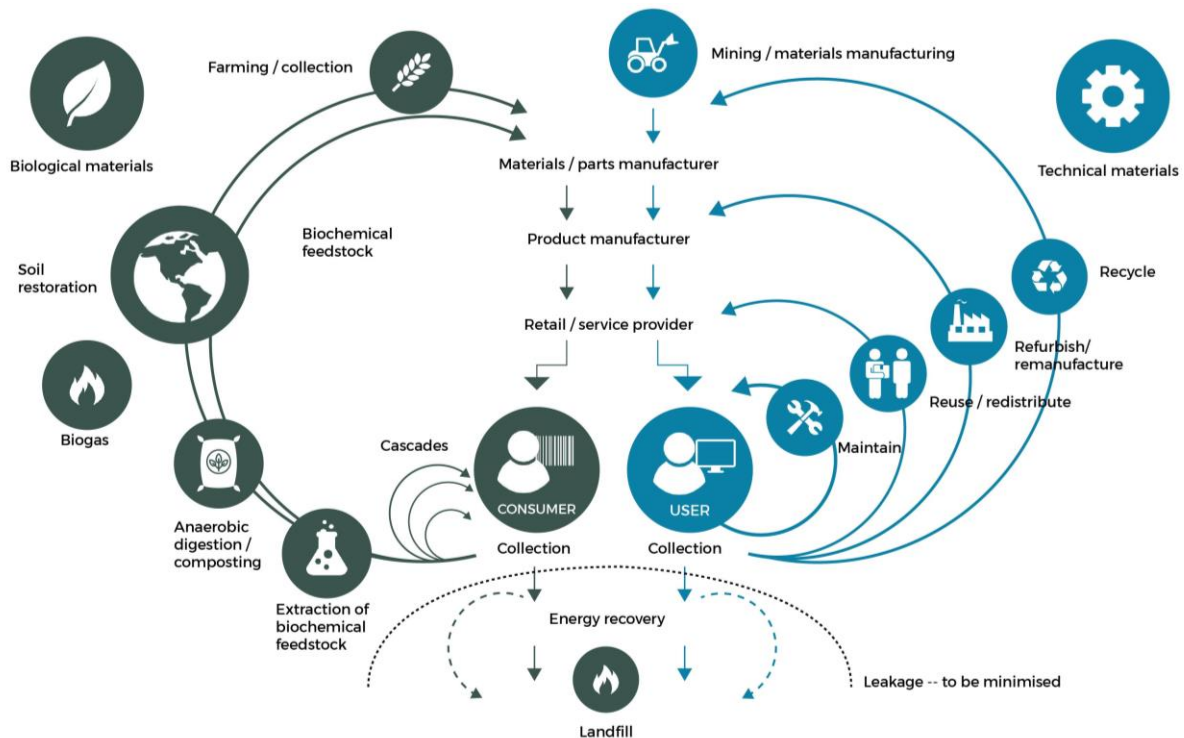 Farming / collection
Mining / materials manufacturing
Biological materials
Materials / parts manufacturer
Technical materials
Biochemical
feedstock
Product manufacturer
Soil
restoration
Recycle
Retail / service provider
Refurbish/
remanufacture
Reuse / redistribute
Biogas
Cascades
Maintain
CONSUMER
USER
Anaerobic
digestion /
composting
Collection
Collection
Extraction of
biochemical
feedstock
Energy recovery
Leakage -- to be minimised
Landfill